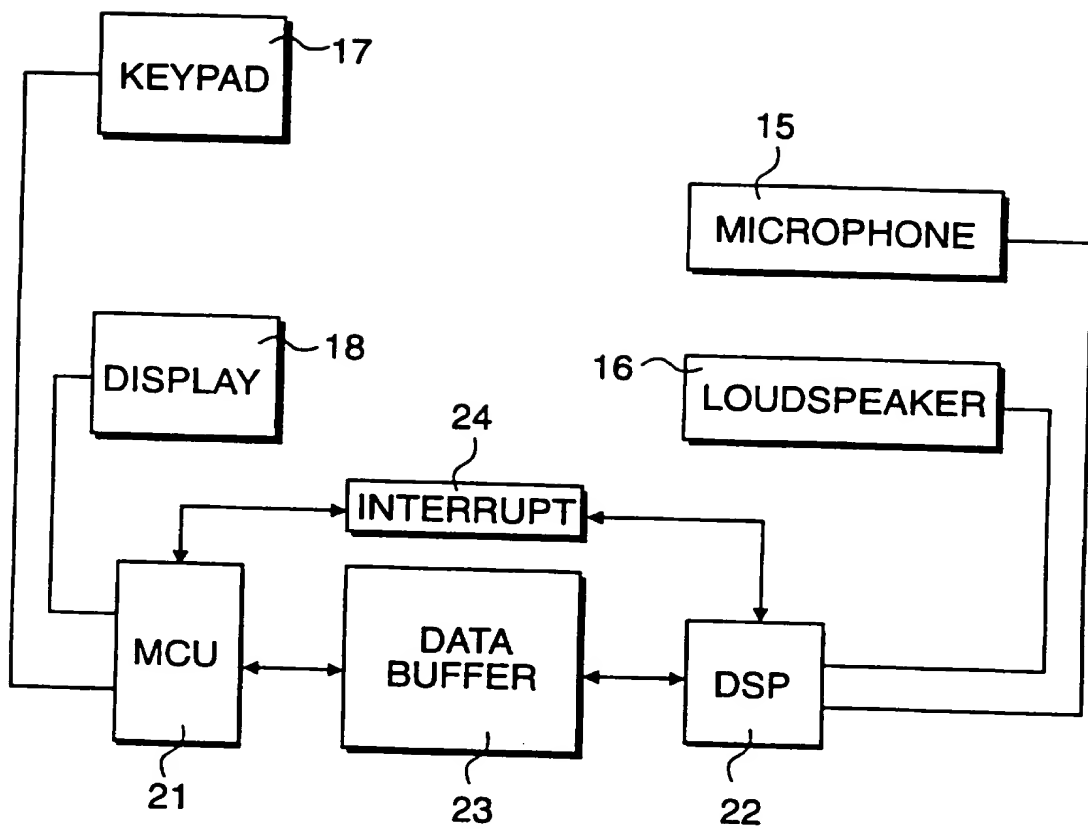 KEYPAD
17
15
MICROPHONE
DISPLAY
18
16
LOUDSPEAKER
24
INTERRUPT
MCU
DATA
BUFFER
DSP
21
23
22